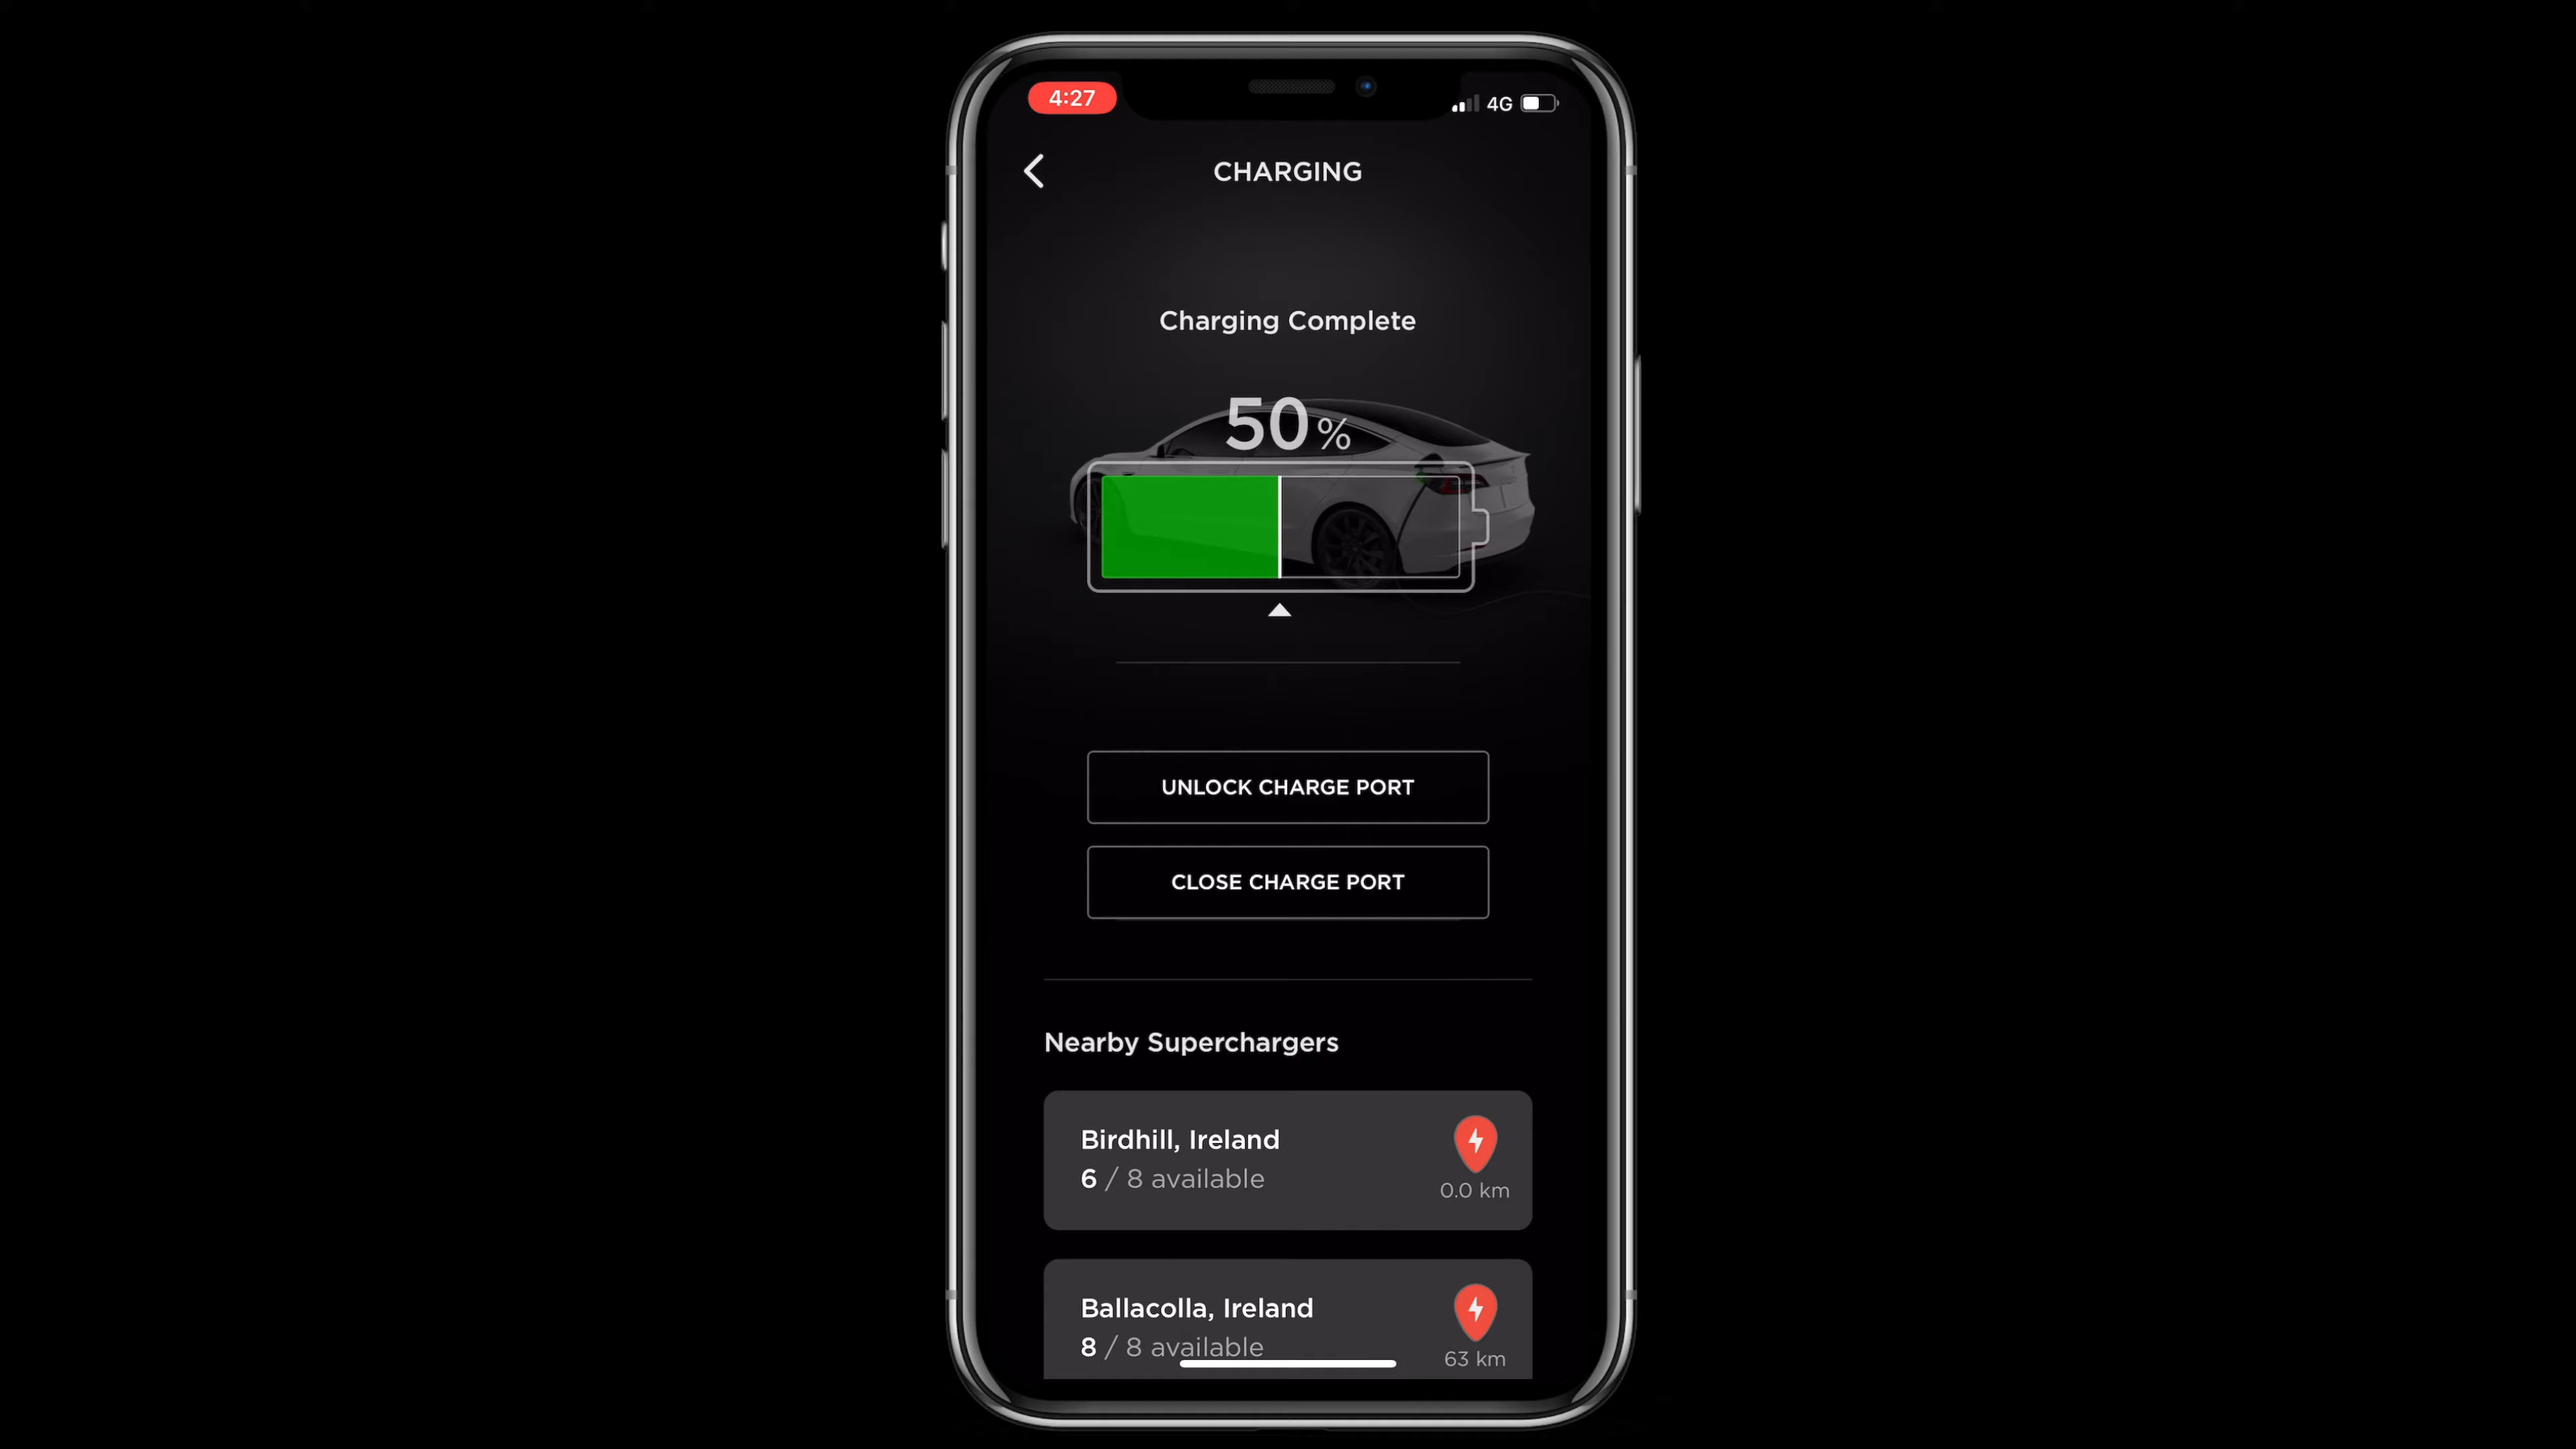 4:27
4G
CHARGING
Charging Complete
50 %
UNLOCK CHARGE PORT
CLOSE CHARGE PORT
Nearby Superchargers
Birdhill, Ireland
6 / 8 available
0.0 km
Ballacolla, Ireland
8 / 8 available
63 km